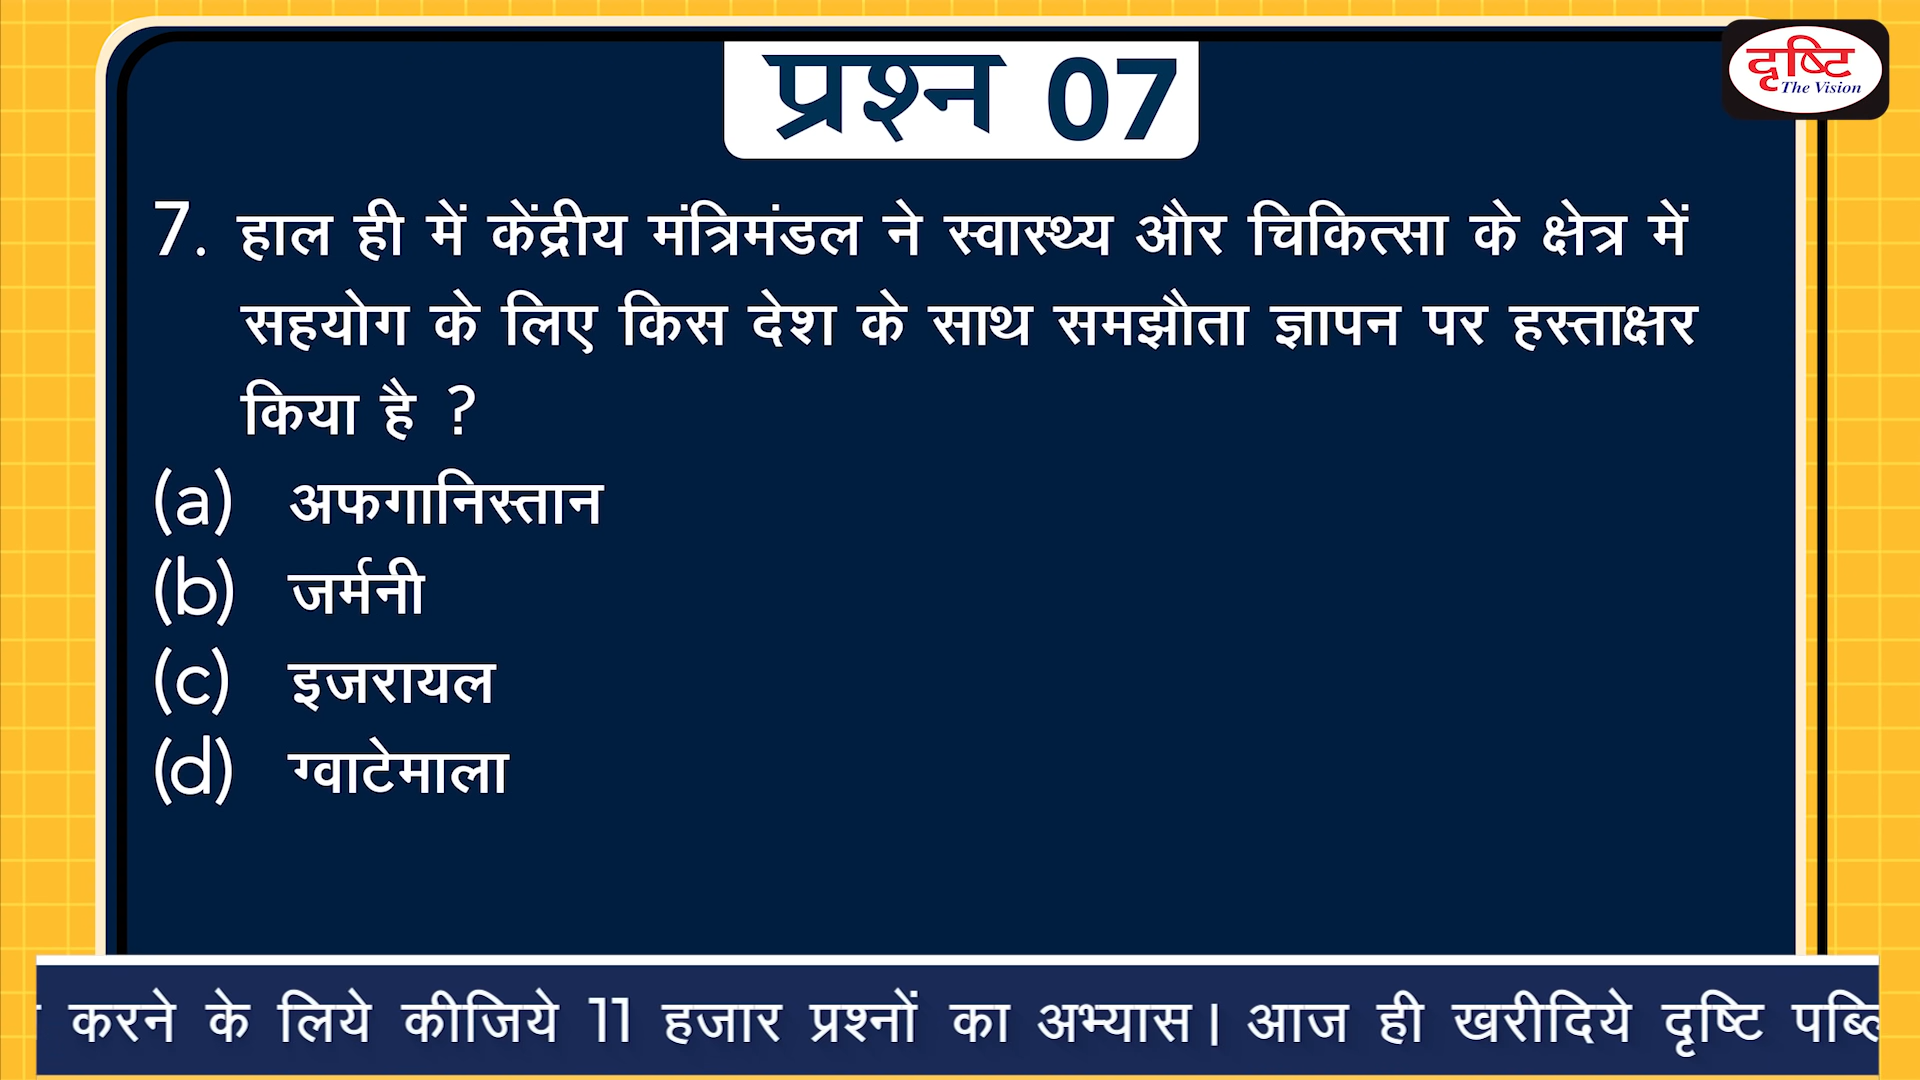 प्रश्न 07
दृष्टि
The Vision
7. हाल ही में केंद्रीय मंत्रिमंडल ने स्वास्थ्य और चिकित्सा के क्षेत्र में
सहयोग के लिए किस देश के साथ समझौता ज्ञापन पर हस्ताक्षर
किया है ?
(a) अफगानिस्तान
(b) जर्मनी
(c) इजरायल
(d) ग्वाटेमाला
करने के लिये कीजिये 11 हजार प्रश्नों का अभ्यास। आज ही खरीदिये दृष्टि